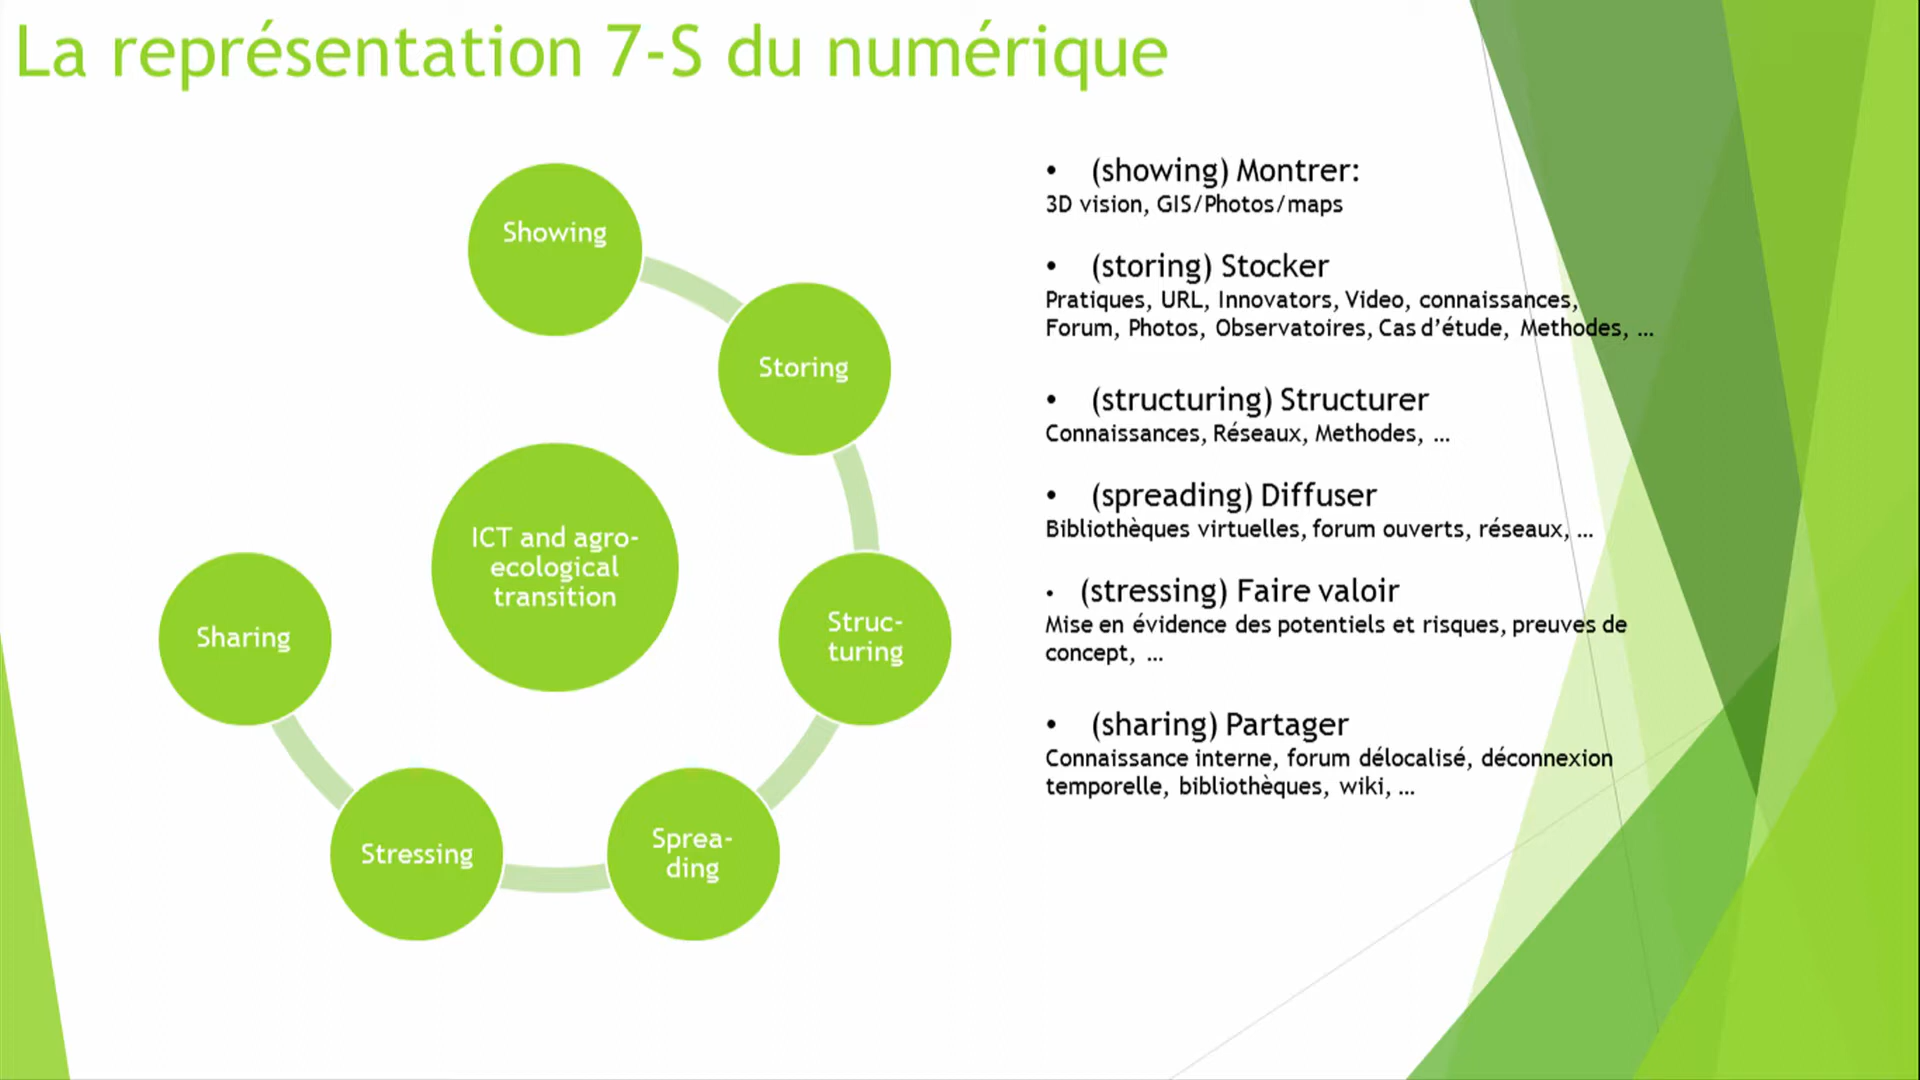 La représentation 7-S du numérique
Showing
Storing
Struc-
turing
Sprea-
ding
Stressing
Sharing
ICT and agro-
ecological
transition
• (showing) Montrer:
3D vision, GIS/Photos/maps
• (storing) Stocker
Pratiques, URL, Innovators, Video, connaissances,
Forum, Photos, Observatoires, Cas d’étude, Methodes, …
• (structuring) Structurer
Connaissances, Réseaux, Methodes, …
• (spreading) Diffuser
Bibliothèques virtuelles, forum ouverts, réseaux, …
• (stressing) Faire valoir
Mise en évidence des potentiels et risques, preuves de
concept, …
• (sharing) Partager
Connaissance interne, forum délocalisé, déconnexion
temporelle, bibliothèques, wiki, …